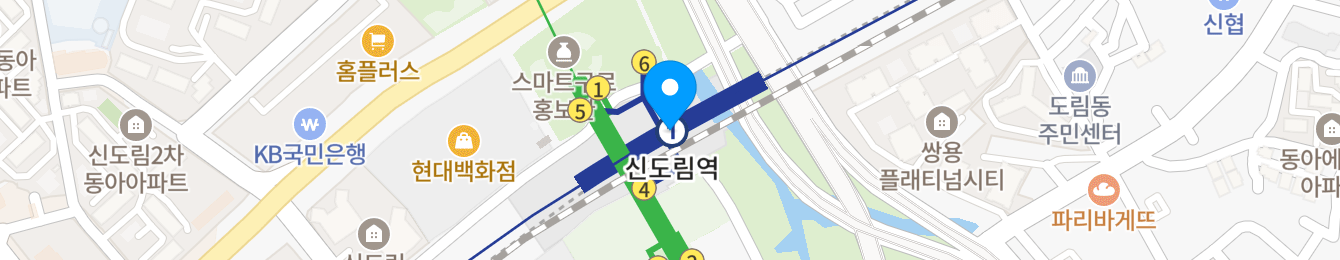 신협
동아
파트
홈플러스
6
스마트구로
홍보관
1
5
도림동
주민센터
신도림2차
동아아파트
KB국민은행
현대백화점
신도림역
4
쌍용
플래티넘시티
동아에
아파
파리바게뜨
신도림
2